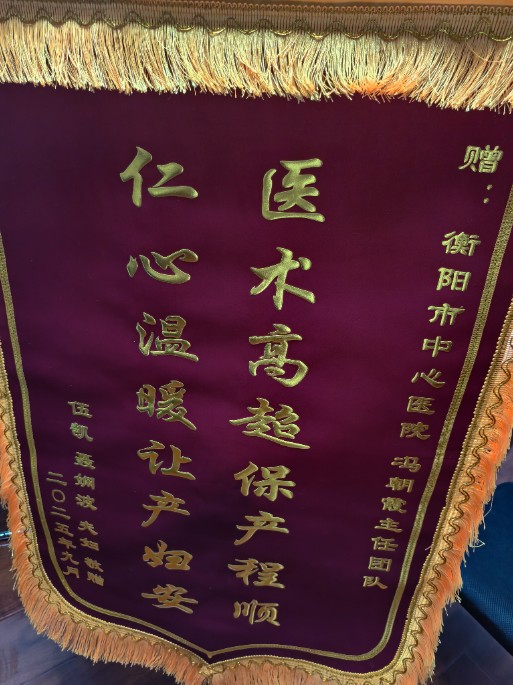 赠：衡阳市中心医院 冯朝霞主任团队
医术高超保产程顺
仁心温暖让产妇安
伍凯 聂娴波 夫妇 敬赠
二〇二五年九月